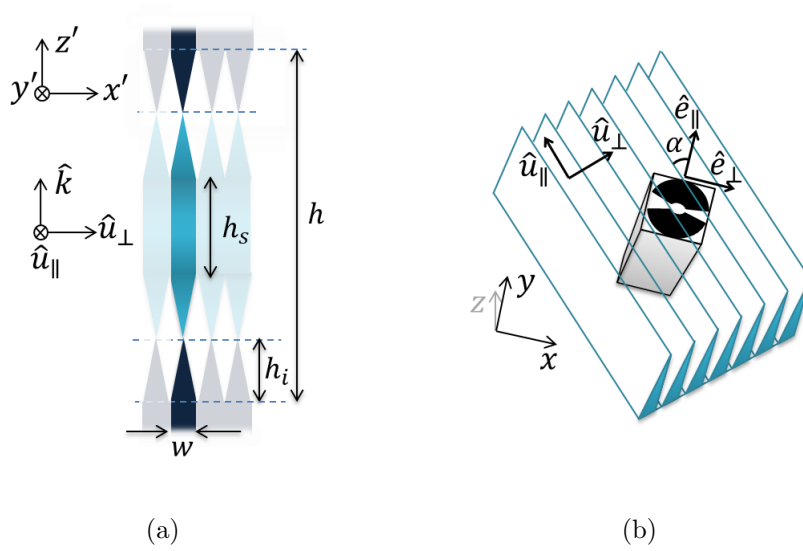 z′
y′ x′
k̂
û⊥
û∥
h_s
h
h_i
w
(a)
ê∥
û⊥
α
û∥
ê⊥
y
z
x
(b)